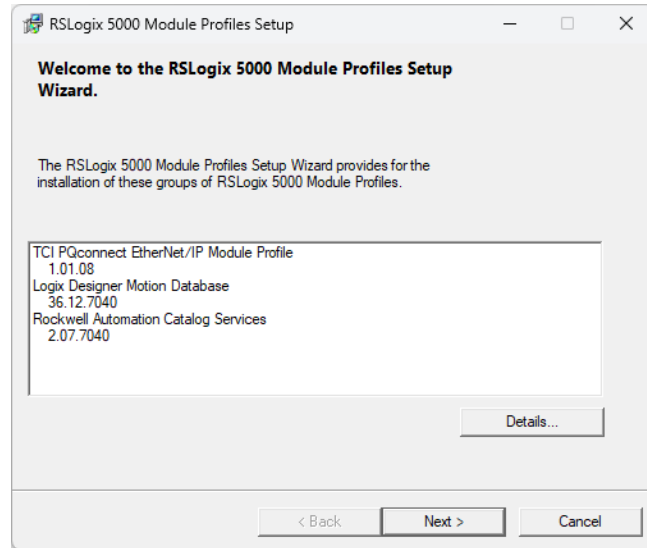 RSLogix 5000 Module Profiles Setup
Welcome to the RSLogix 5000 Module Profiles Setup
Wizard.
The RSLogix 5000 Module Profiles Setup Wizard provides for the
installation of these groups of RSLogix 5000 Module Profiles.
TCI PQconnect EtherNet/IP Module Profile
1.01.08
Logix Designer Motion Database
36.12.7040
Rockwell Automation Catalog Services
2.07.7040
Details...
< Back
Next >
Cancel